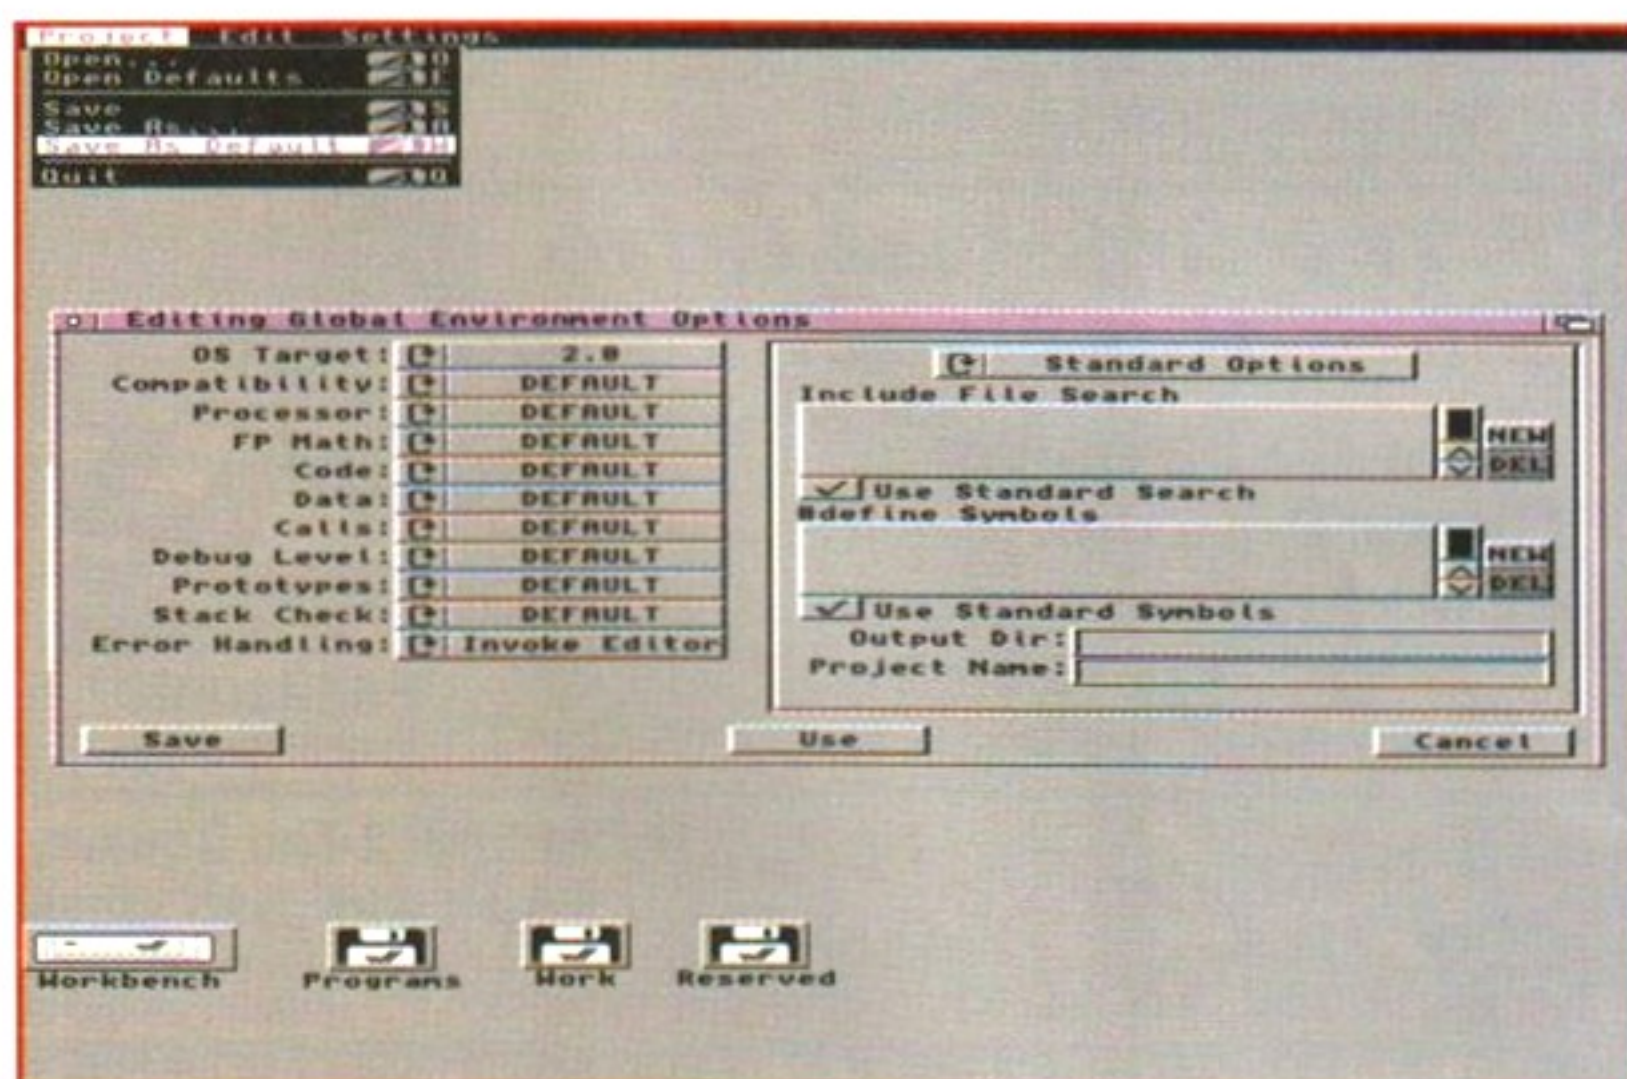 Project Edit Settings
Open... O
Open Defaults
Save S
Save As... A
Save As Default W
Quit Q
Editing Global Environment Options
OS Target: 2.0
Compatibility: DEFAULT
Processor: DEFAULT
FP Math: DEFAULT
Code: DEFAULT
Data: DEFAULT
Calls: DEFAULT
Debug Level: DEFAULT
Prototypes: DEFAULT
Stack Check: DEFAULT
Error Handling: Invoke Editor
Standard Options
Include File Search
NEW
DEL
Use Standard Search
#define Symbols
NEW
DEL
Use Standard Symbols
Output Dir:
Project Name:
Save Use Cancel
Workbench Programs Work Reserved